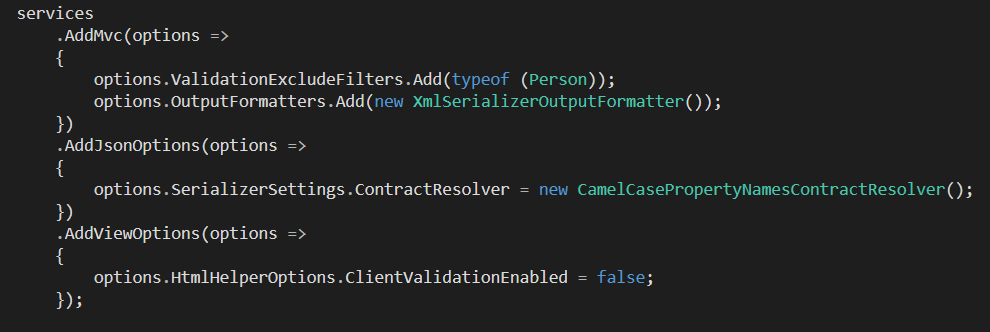 services
.AddMvc(options =>
{
options.ValidationExcludeFilters.Add(typeof (Person));
options.OutputFormatters.Add(new XmlSerializerOutputFormatter());
})
.AddJsonOptions(options =>
{
options.SerializerSettings.ContractResolver = new CamelCasePropertyNamesContractResolver();
})
.AddViewOptions(options =>
{
options.HtmlHelperOptions.ClientValidationEnabled = false;
});